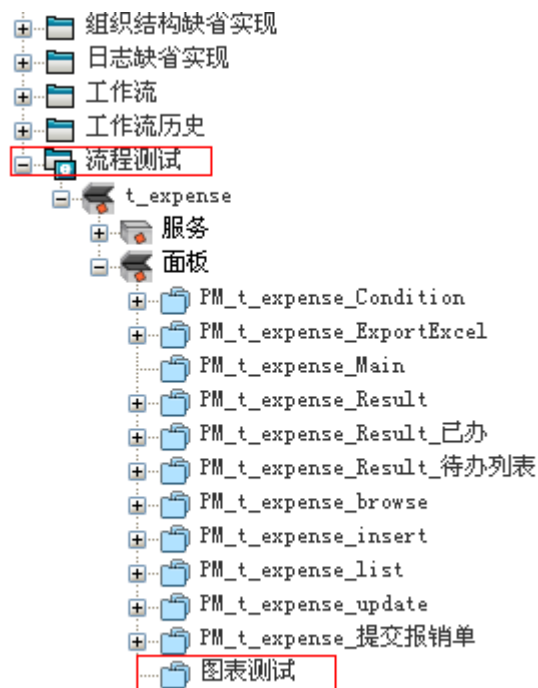 组织结构缺省实现
日志缺省实现
工作流
工作流历史
流程测试
t_expense
服务
面板
PM_t_expense_Condition
PM_t_expense_ExportExcel
PM_t_expense_Main
PM_t_expense_Result
PM_t_expense_Result_已办
PM_t_expense_Result_待办列表
PM_t_expense_browse
PM_t_expense_insert
PM_t_expense_list
PM_t_expense_update
PM_t_expense_提交报销单
图表测试